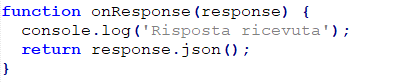 function onResponse(response) {
  console.log('Risposta ricevuta');
  return response.json();
}